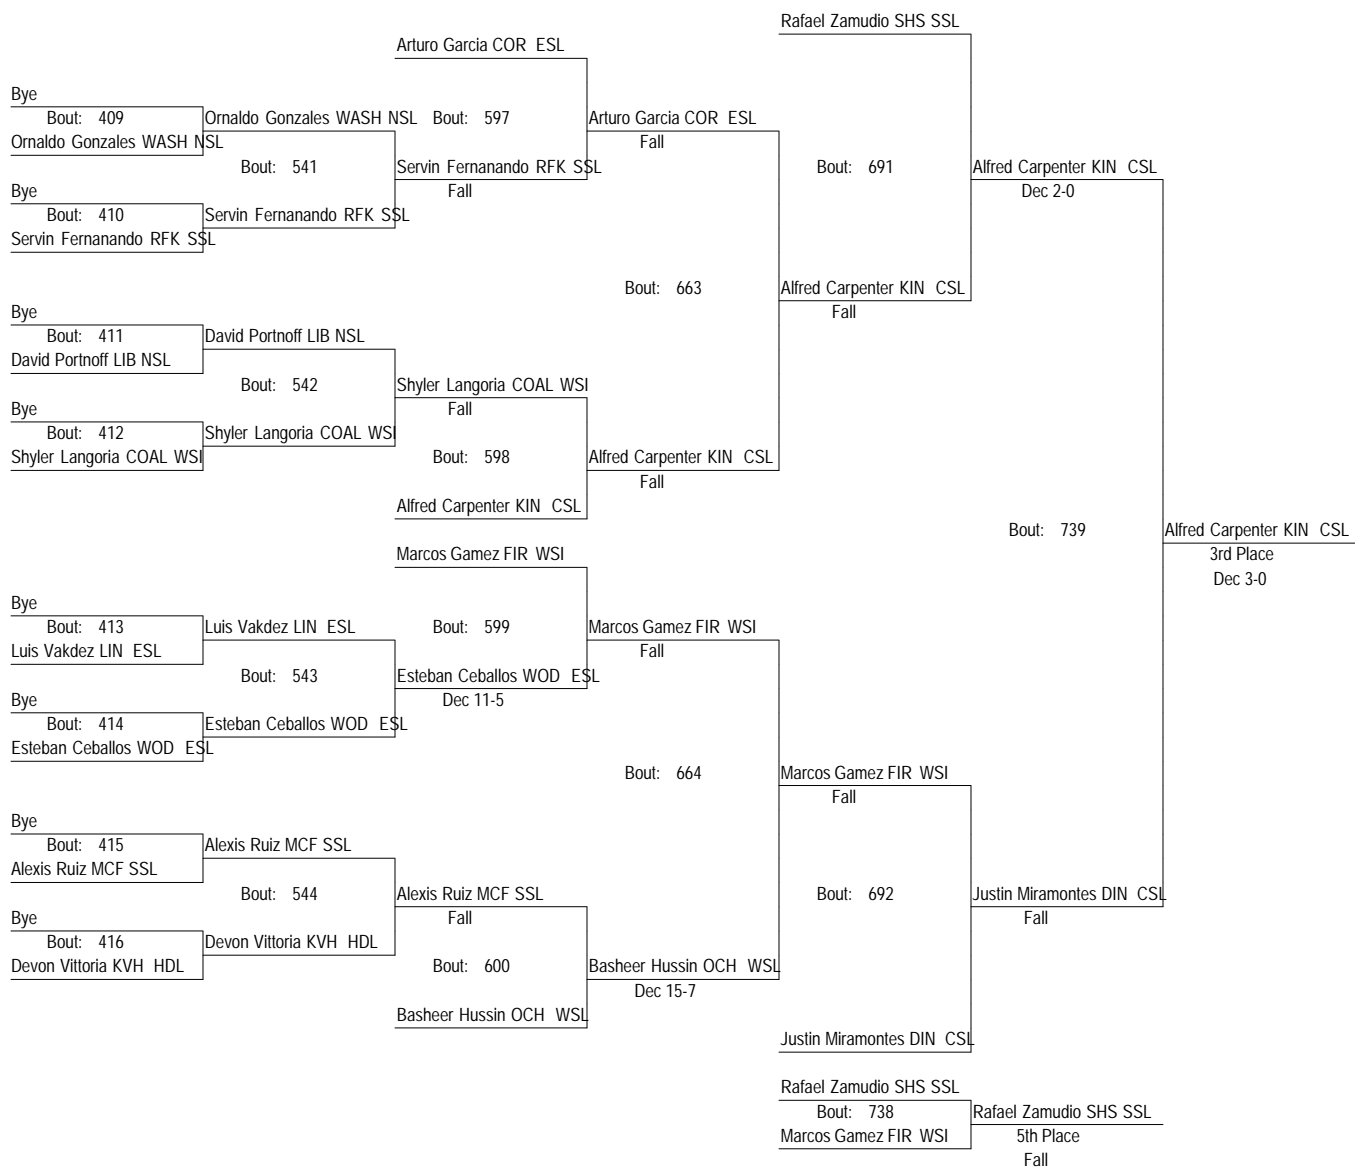 Rafael Zamudio SHS SSL
Arturo Garcia COR ESL
Bye
Bout: 409
Ornaldo Gonzales WASH NSL
Bout: 597
Arturo Garcia COR ESL
Ornaldo Gonzales WASH NSL
Fall
Bout: 541
Servin Fernanando RFK SSL
Bout: 691
Alfred Carpenter KIN CSL
Bye
Fall
Dec 2-0
Bout: 410
Servin Fernanando RFK SSL
Servin Fernanando RFK SSL
Bout: 663
Alfred Carpenter KIN CSL
Bye
Fall
Bout: 411
David Portnoff LIB NSL
David Portnoff LIB NSL
Bout: 542
Shyler Langoria COAL WSI
Bye
Fall
Bout: 412
Shyler Langoria COAL WSI
Shyler Langoria COAL WSI
Bout: 598
Alfred Carpenter KIN CSL
Fall
Alfred Carpenter KIN CSL
Bout: 739
Alfred Carpenter KIN CSL
Marcos Gamez FIR WSI
3rd Place
Dec 3-0
Bye
Bout: 413
Luis Vakdez LIN ESL
Bout: 599
Marcos Gamez FIR WSI
Luis Vakdez LIN ESL
Fall
Bout: 543
Esteban Ceballos WOD ESL
Bye
Dec 11-5
Bout: 414
Esteban Ceballos WOD ESL
Esteban Ceballos WOD ESL
Bout: 664
Marcos Gamez FIR WSI
Fall
Bye
Bout: 415
Alexis Ruiz MCF SSL
Alexis Ruiz MCF SSL
Bout: 544
Alexis Ruiz MCF SSL
Bout: 692
Justin Miramontes DIN CSL
Bye
Fall
Fall
Bout: 416
Devon Vittoria KVH HDL
Devon Vittoria KVH HDL
Bout: 600
Basheer Hussin OCH WSL
Dec 15-7
Basheer Hussin OCH WSL
Justin Miramontes DIN CSL
Rafael Zamudio SHS SSL
Bout: 738
Rafael Zamudio SHS SSL
Marcos Gamez FIR WSI
5th Place
Fall